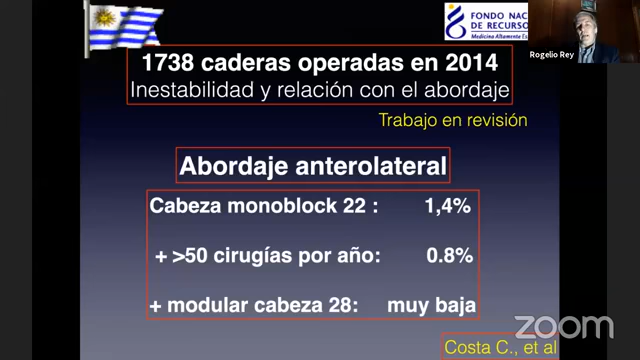 FONDO NAC
DE RECURSO
Medicina Altamente Es
Rogelio Rey
1738 caderas operadas en 2014
Inestabilidad y relación con el abordaje
Trabajo en revisión
Abordaje anterolateral
Cabeza monoblock 22 : 1,4%
+ >50 cirugías por año: 0.8%
+ modular cabeza 28: muy baja
zoom
Costa C., et al